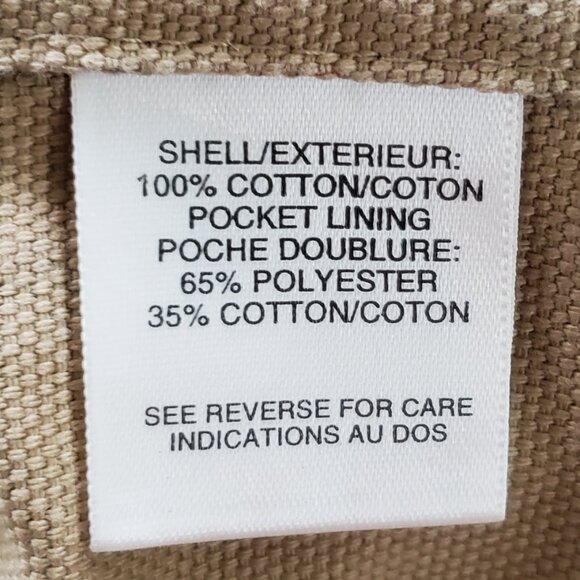 SHELL/EXTERIEUR:
100% COTTON/COTON
POCKET LINING
POCHE DOUBLURE:
65% POLYESTER
35% COTTON/COTON
SEE REVERSE FOR CARE
INDICATIONS AU DOS